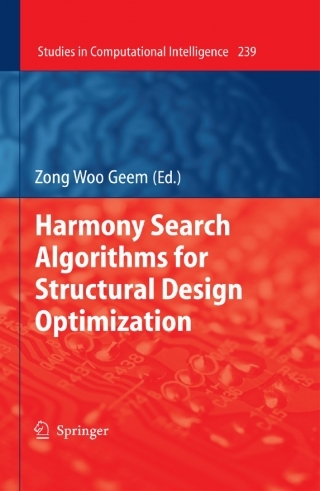 Studies in Computational Intelligence 239
Zong Woo Geem (Ed.)
Harmony Search
Algorithms for
Structural Design
Optimization
Springer